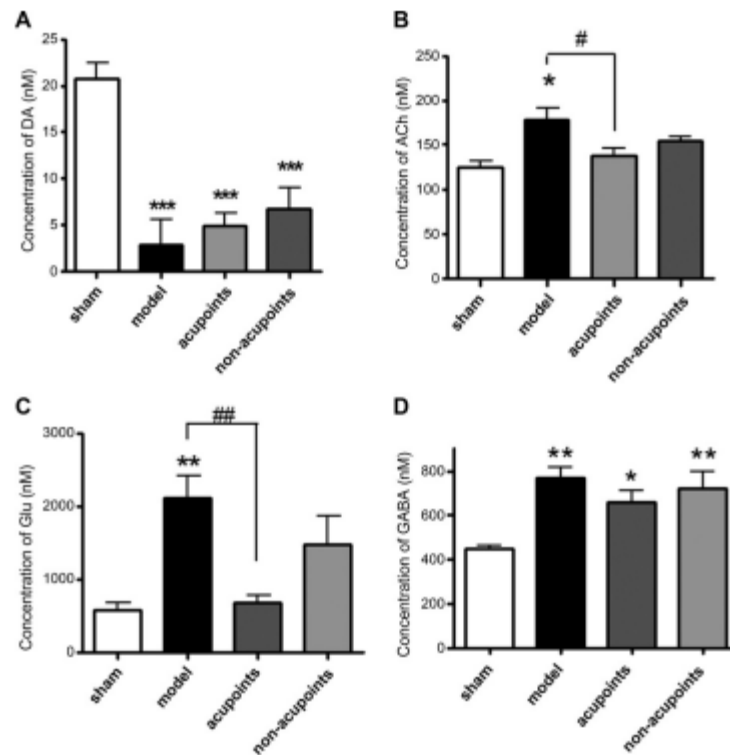 A
Concentration of DA (nM)
25
20
15
10
5
0
***
***
***
sham
model
acupoints
non-acupoints
B
Concentration of ACh (nM)
250
200
150
100
50
0
#
*
sham
model
acupoints
non-acupoints
C
Concentration of Glu (nM)
3000
2000
1000
0
##
**
sham
model
acupoints
non-acupoints
D
Concentration of GABA (nM)
800
600
400
200
0
**
*
**
sham
model
acupoints
non-acupoints